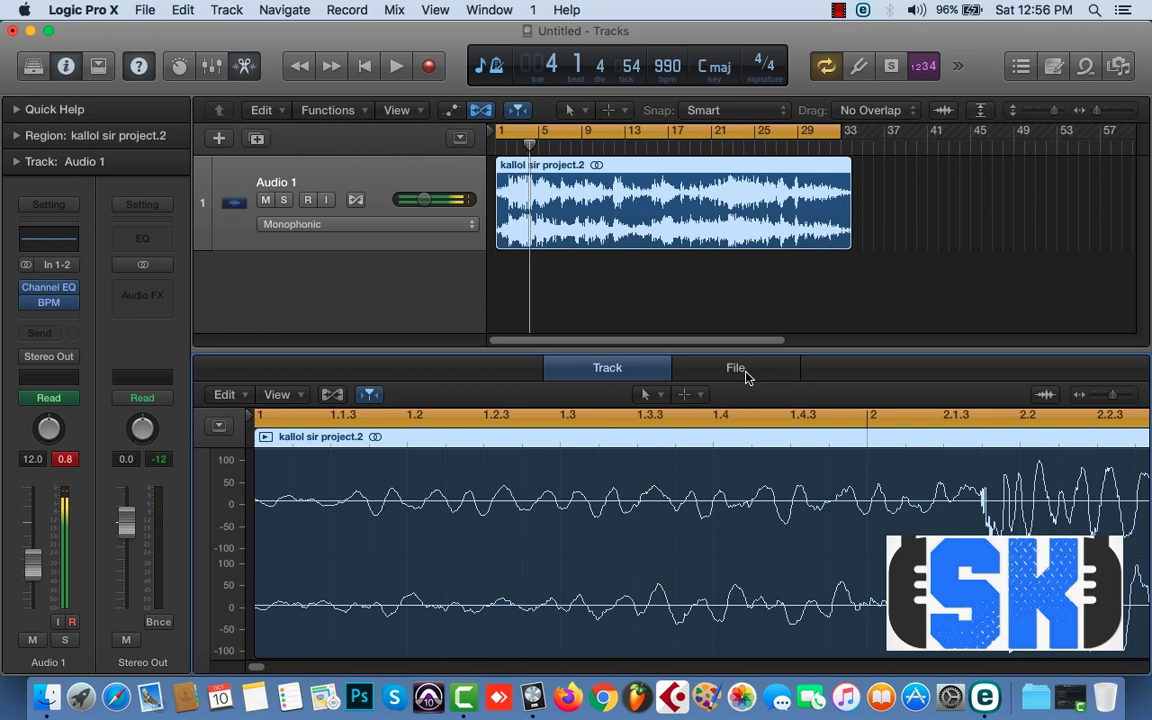 Logic Pro X File Edit Track Navigate Record Mix View Window 1 Help 96% Sat 12:56 PM
Untitled - Tracks
4 1 4 54 990 C maj 4/4
bar beat div tick bpm key signature
S 1234
Quick Help
Edit Functions View Snap: Smart Drag: No Overlap
Region: kallol sir project.2
1 5 9 13 17 21 25 29 33 37 41 45 49 53 57
Track: Audio 1
kallol sir project.2
1 Audio 1
M S R I
Monophonic
Setting Setting
EQ
In 1-2
Channel EQ
BPM
Audio FX
Send
Stereo Out
Read Read
12.0 0.8 0.0 -12
I R Bnce
M S M
Audio 1 Stereo Out
Track File
Edit View
1 1.1.3 1.2 1.2.3 1.3 1.3.3 1.4 1.4.3 2 2.1.3 2.2 2.2.3
kallol sir project.2
100
50
0
-50
-100
100
50
0
-50
-100
SK
OCT
10
Ps
S
10
C
e